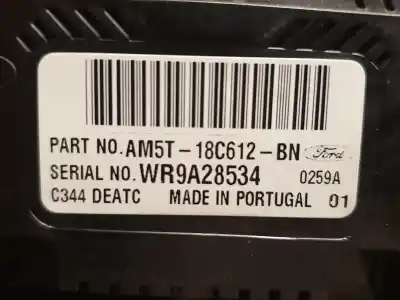 PART NO. AM5T-18C612-BN Ford
SERIAL NO. WR9A28534 0259A
C344 DEATC MADE IN PORTUGAL 01